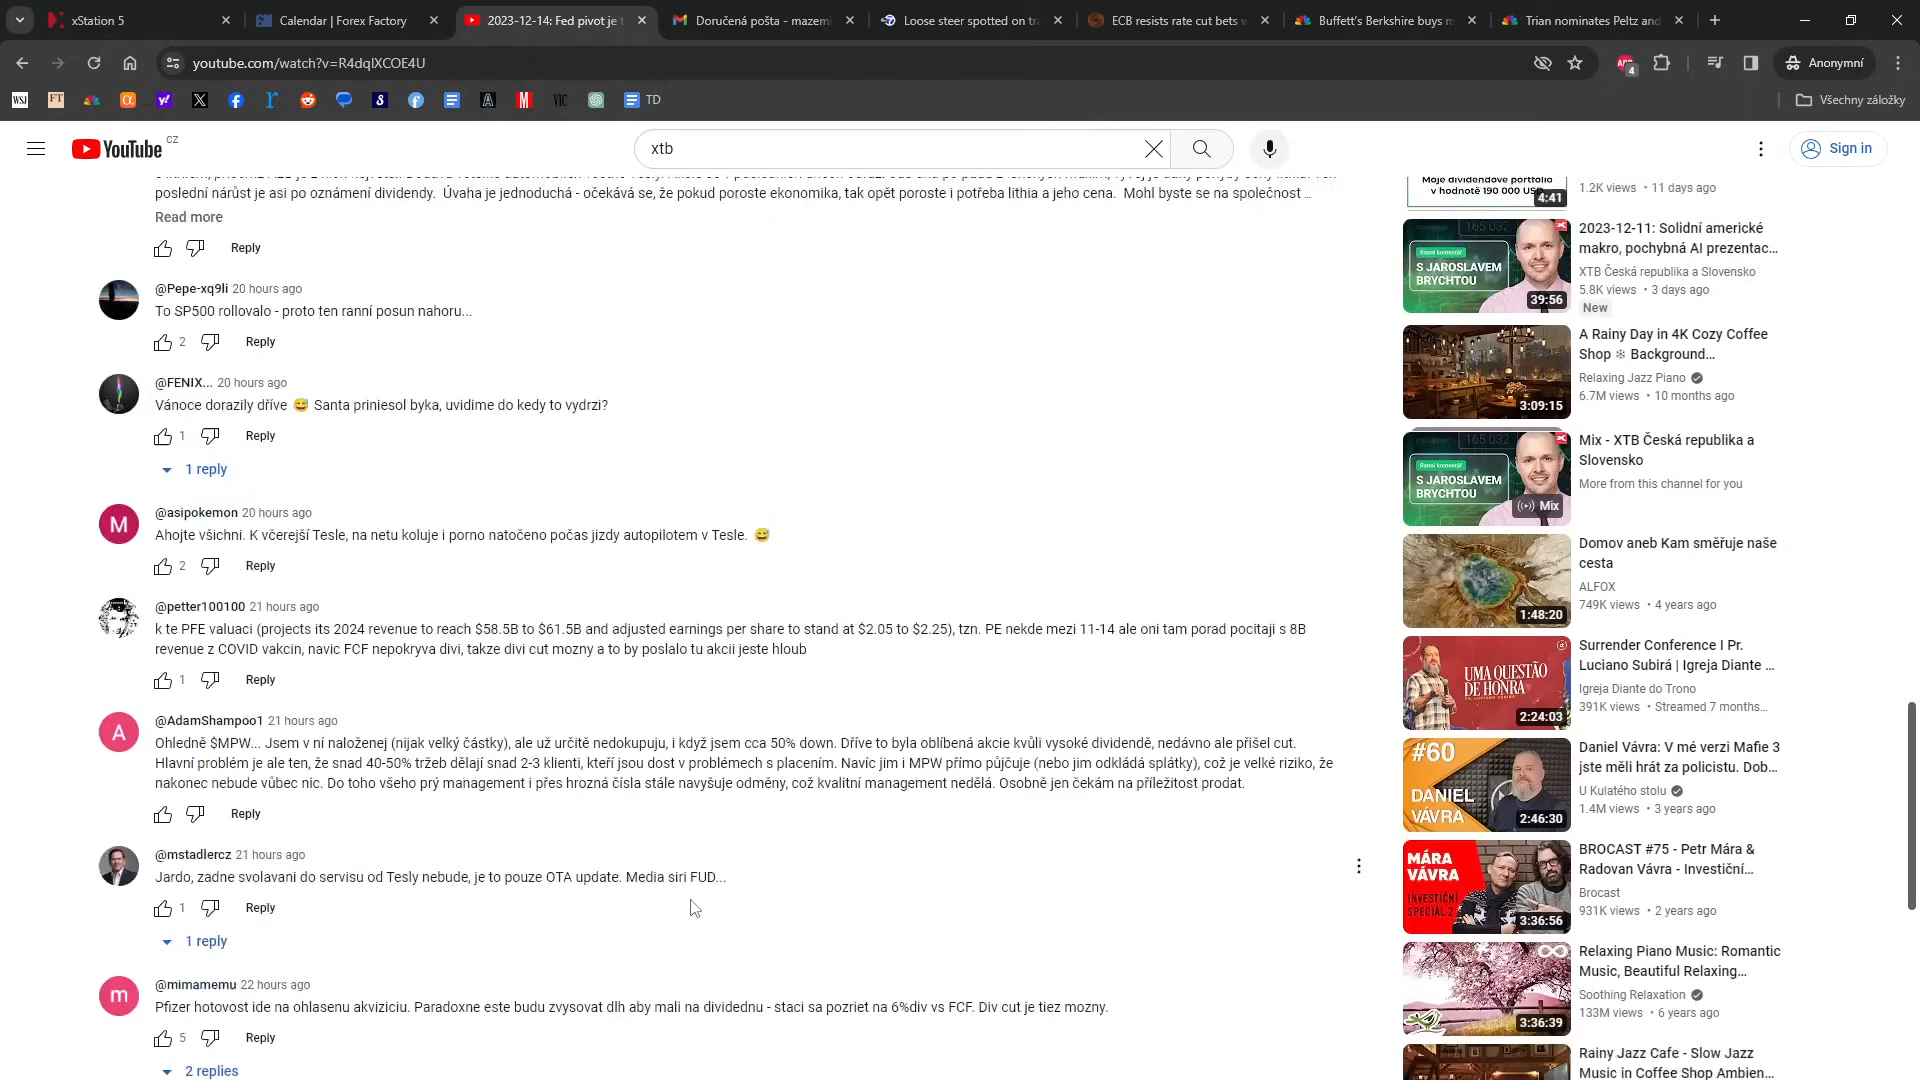 xStation 5
Calendar | Forex Factory
2023-12-14: Fed pivot je
Doručená pošta - mazemi
Loose steer spotted on tra
ECB resists rate cut bets w
Buffett's Berkshire buys m
Trian nominates Peltz and
youtube.com/watch?v=R4dqlXCOE4U
4
Anonymní
WSJ
FT
VIC
TD
Všechny záložky
YouTube CZ
xtb
Sign in
poslední nárůst je asi po oznámení dividendy. Úvaha je jednoduchá - očekává se, že pokud poroste ekonomika, tak opět poroste i potřeba lithia a jeho cena. Mohl byste se na společnost ...
Read more
Reply
@Pepe-xq9li 20 hours ago
To SP500 rollovalo - proto ten ranní posun nahoru...
2 Reply
@FENIX... 20 hours ago
Vánoce dorazily dříve 😅 Santa priniesol byka, uvidime do kedy to vydrzi?
1 Reply
1 reply
M
@asipokemon 20 hours ago
Ahojte všichni. K včerejší Tesle, na netu koluje i porno natočeno počas jizdy autopilotem v Tesle. 😅
2 Reply
@petter100100 21 hours ago
k te PFE valuaci (projects its 2024 revenue to reach $58.5B to $61.5B and adjusted earnings per share to stand at $2.05 to $2.25), tzn. PE nekde mezi 11-14 ale oni tam porad pocitaji s 8B
revenue z COVID vakcin, navic FCF nepokryva divi, takze divi cut mozny a to by poslalo tu akcii jeste hloub
1 Reply
A
@AdamShampoo1 21 hours ago
Ohledně $MPW... Jsem v ní naloženej (nijak velký částky), ale už určitě nedokupuju, i když jsem cca 50% down. Dříve to byla oblíbená akcie kvůli vysoké dividendě, nedávno ale přišel cut.
Hlavní problém je ale ten, že snad 40-50% tržeb dělají snad 2-3 klienti, kteří jsou dost v problémech s placením. Navíc jim i MPW přímo půjčuje (nebo jim odkládá splátky), což je velké riziko, že
nakonec nebude vůbec nic. Do toho všeho prý management i přes hrozná čísla stále navyšuje odměny, což kvalitní management nedělá. Osobně jen čekám na příležitost prodat.
Reply
@mstadlercz 21 hours ago
Jardo, zadne svolavani do servisu od Tesly nebude, je to pouze OTA update. Media siri FUD...
1 Reply
1 reply
m
@mimamemu 22 hours ago
Pfizer hotovost ide na ohlasenu akviziciu. Paradoxne este budu zvysovat dlh aby mali na dividednu - staci sa pozriet na 6%div vs FCF. Div cut je tiez mozny.
5 Reply
2 replies
Moje dividendové portfolio
v hodnotě 190 000 USD
4:41
1.2K views • 11 days ago
165 032
Ranní komentář
S JAROSLAVEM
BRYCHTOU
39:56
2023-12-11: Solidní americké
makro, pochybná AI prezentac...
XTB Česká republika a Slovensko
5.8K views • 3 days ago
New
3:09:15
A Rainy Day in 4K Cozy Coffee
Shop ❄ Background...
Relaxing Jazz Piano
6.7M views • 10 months ago
165 032
Ranní komentář
S JAROSLAVEM
BRYCHTOU
Mix
Mix - XTB Česká republika a
Slovensko
More from this channel for you
1:48:20
Domov aneb Kam směřuje naše
cesta
ALFOX
749K views • 4 years ago
UMA QUESTÃO
DE HONRA
2:24:03
Surrender Conference I Pr.
Luciano Subirá | Igreja Diante ...
Igreja Diante do Trono
391K views • Streamed 7 months...
#60
DANIEL
VÁVRA
2:46:30
Daniel Vávra: V mé verzi Mafie 3
jste měli hrát za policistu. Dob...
U Kulatého stolu
1.4M views • 3 years ago
MÁRA
VÁVRA
INVESTIČNÍ
SPECIÁL 2
3:36:56
BROCAST #75 - Petr Mára &
Radovan Vávra - Investiční...
Brocast
931K views • 2 years ago
3:36:39
Relaxing Piano Music: Romantic
Music, Beautiful Relaxing...
Soothing Relaxation
133M views • 6 years ago
Rainy Jazz Cafe - Slow Jazz
Music in Coffee Shop Ambien...